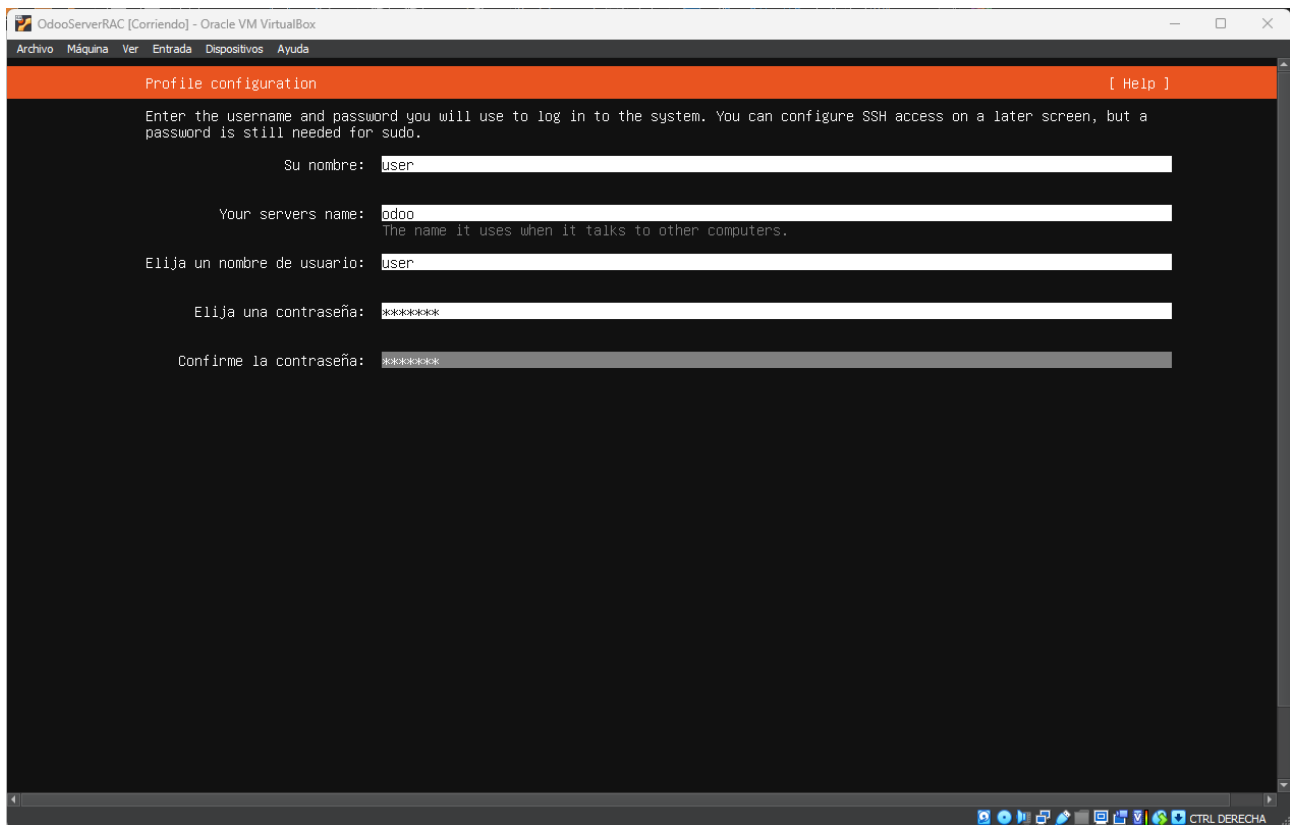 OdooServerRAC [Corriendo] - Oracle VM VirtualBox
Archivo Máquina Ver Entrada Dispositivos Ayuda
Profile configuration [ Help ]
Enter the username and password you will use to log in to the system. You can configure SSH access on a later screen, but a
password is still needed for sudo.
Su nombre: user
Your servers name: odoo
The name it uses when it talks to other computers.
Elija un nombre de usuario: user
Elija una contraseña: *******
Confirme la contraseña: *******
CTRL DERECHA